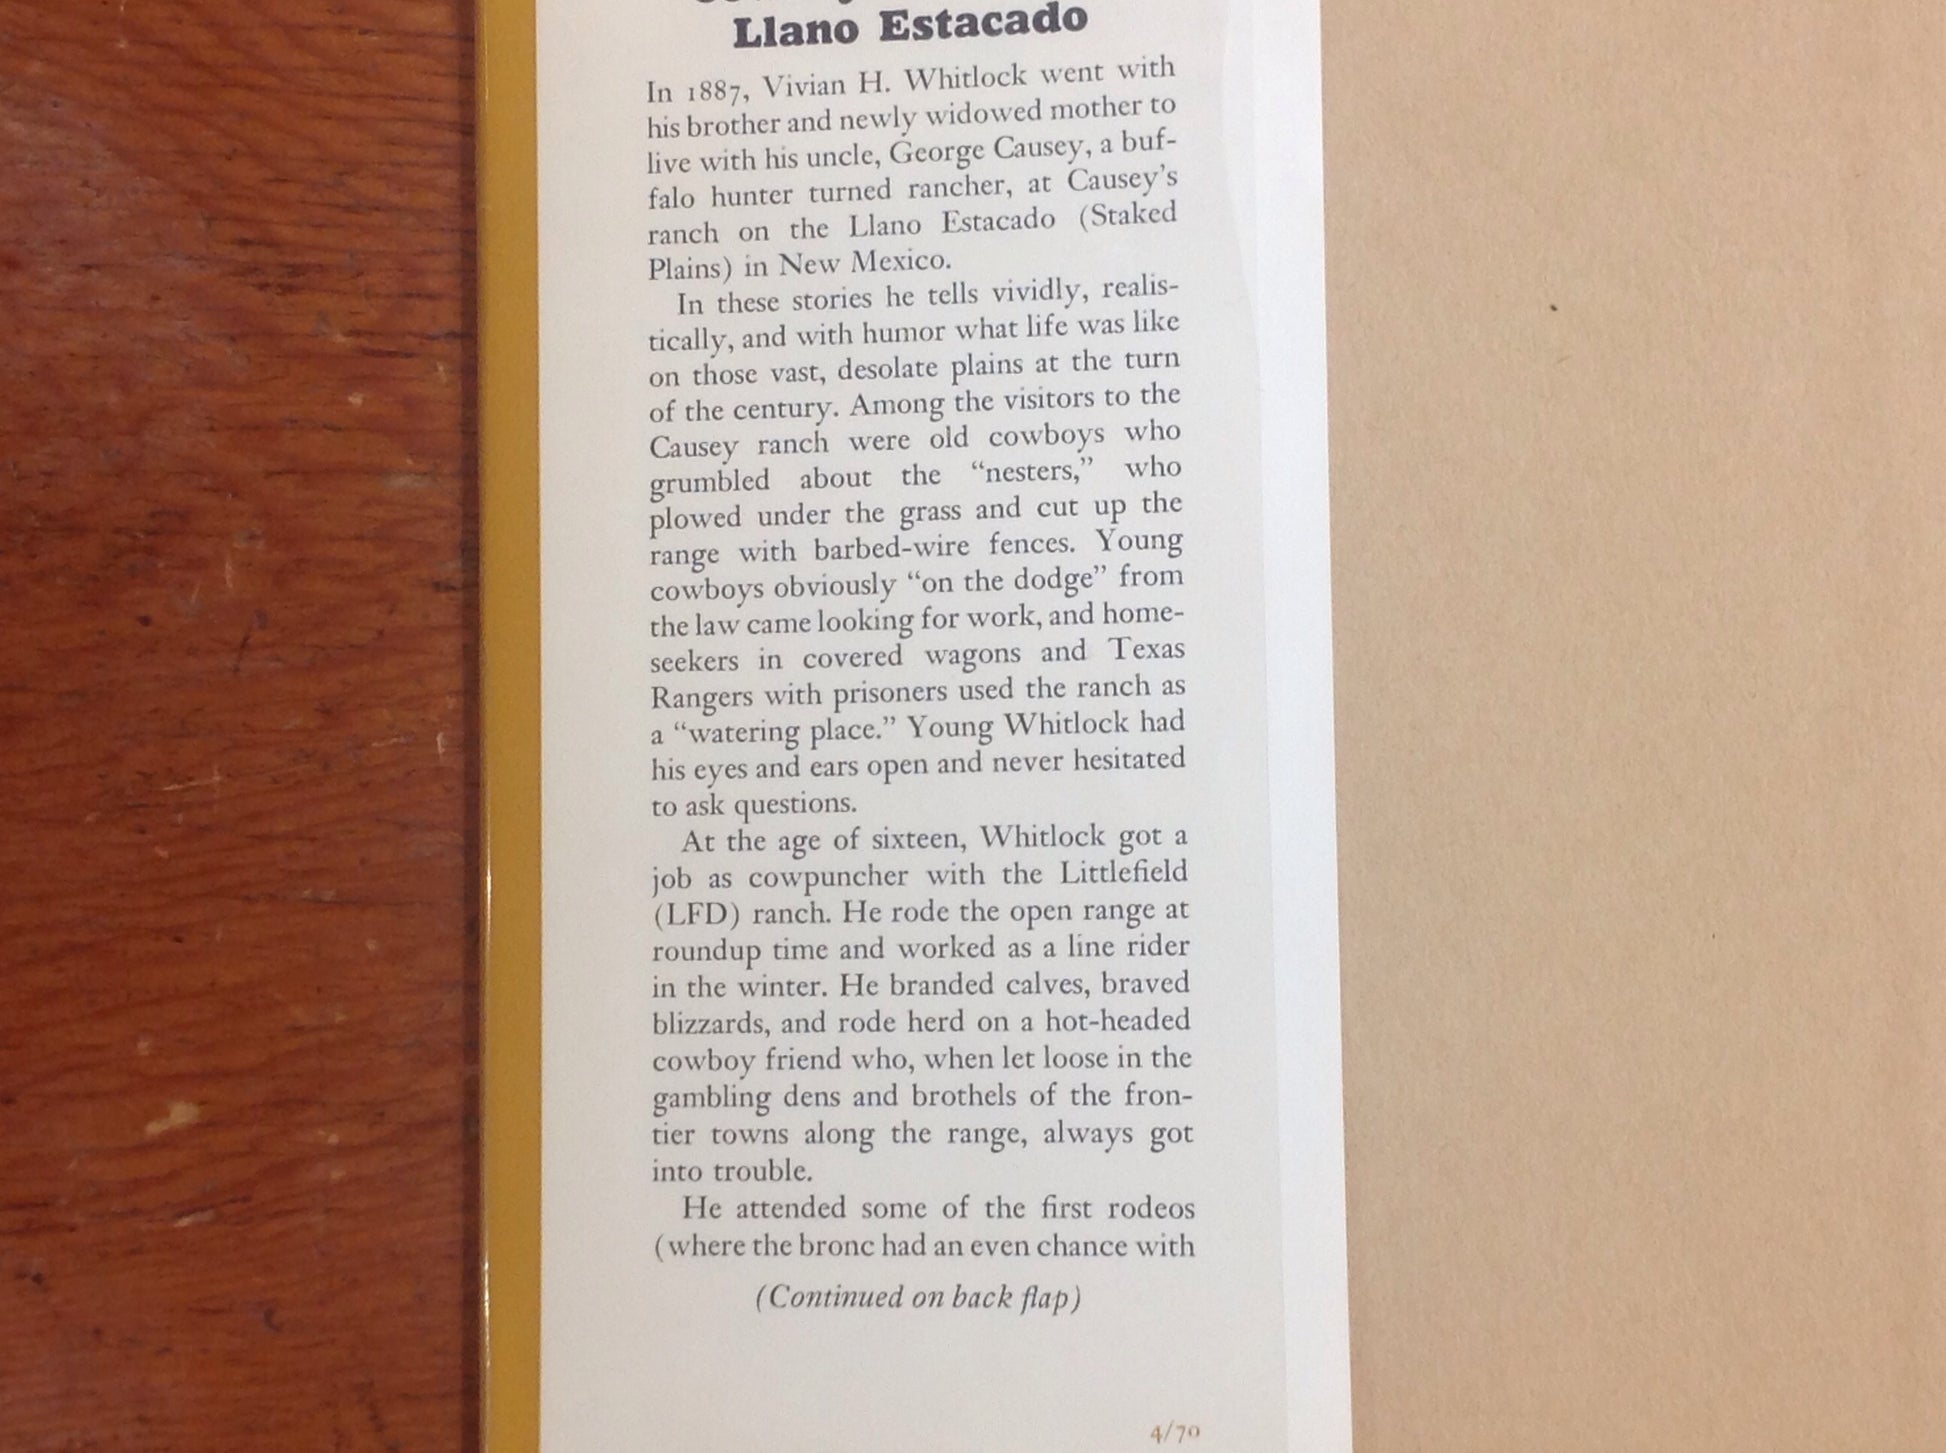 Llano Estacado
In 1887, Vivian H. Whitlock went with
his brother and newly widowed mother to
live with his uncle, George Causey, a buf-
falo hunter turned rancher, at Causey's
ranch on the Llano Estacado (Staked
Plains) in New Mexico.
In these stories he tells vividly, realis-
tically, and with humor what life was like
on those vast, desolate plains at the turn
of the century. Among the visitors to the
Causey ranch were old cowboys who
grumbled about the “nesters,” who
plowed under the grass and cut up the
range with barbed-wire fences. Young
cowboys obviously “on the dodge” from
the law came looking for work, and home-
seekers in covered wagons and Texas
Rangers with prisoners used the ranch as
a “watering place.” Young Whitlock had
his eyes and ears open and never hesitated
to ask questions.
At the age of sixteen, Whitlock got a
job as cowpuncher with the Littlefield
(LFD) ranch. He rode the open range at
roundup time and worked as a line rider
in the winter. He branded calves, braved
blizzards, and rode herd on a hot-headed
cowboy friend who, when let loose in the
gambling dens and brothels of the fron-
tier towns along the range, always got
into trouble.
He attended some of the first rodeos
(where the bronc had an even chance with
(Continued on back flap)
4/70